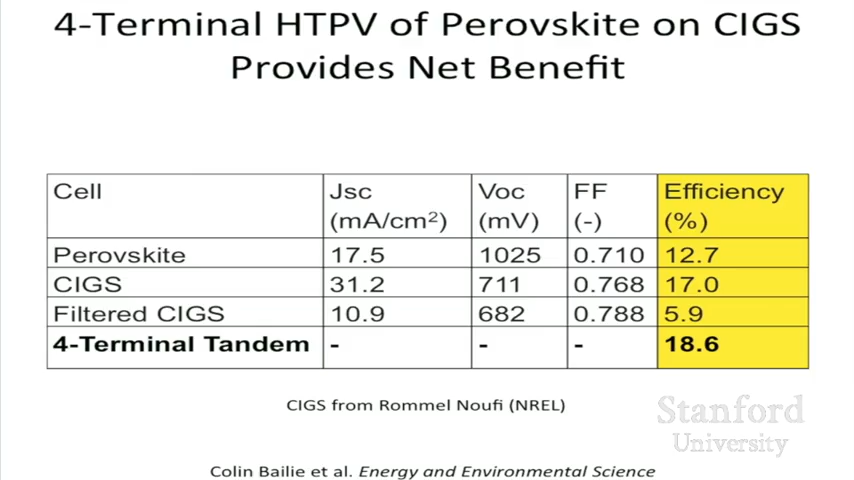 4-Terminal HTPV of Perovskite on CIGS
Provides Net Benefit
Cell Jsc (mA/cm²) Voc (mV) FF (-) Efficiency (%)
Perovskite 17.5 1025 0.710 12.7
CIGS 31.2 711 0.768 17.0
Filtered CIGS 10.9 682 0.788 5.9
4-Terminal Tandem - - - 18.6
CIGS from Rommel Noufi (NREL)
Stanford
University
Colin Bailie et al. Energy and Environmental Science